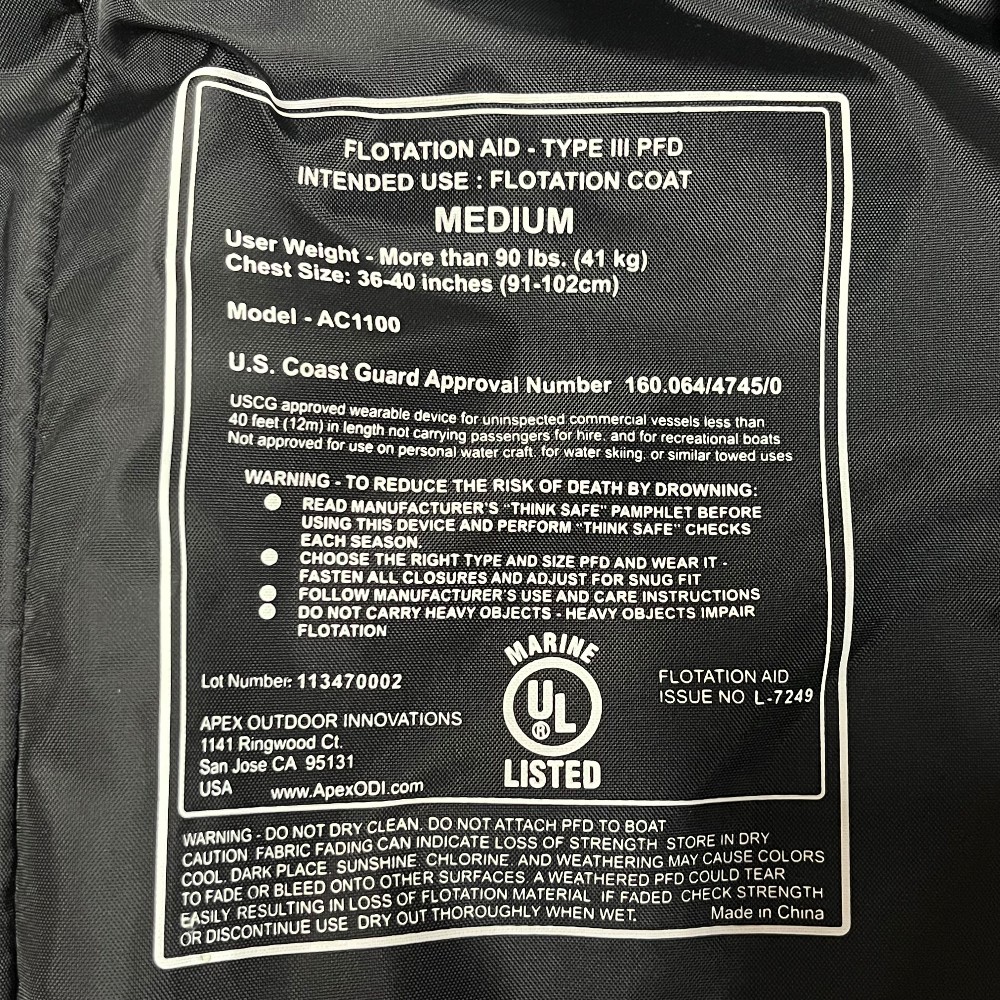 FLOTATION AID - TYPE III PFD
INTENDED USE : FLOTATION COAT
MEDIUM
User Weight - More than 90 lbs. (41 kg)
Chest Size: 36-40 inches (91-102cm)
Model - AC1100
U.S. Coast Guard Approval Number 160.064/4745/0
USCG approved wearable device for uninspected commercial vessels less than
40 feet (12m) in length not carrying passengers for hire. and for recreational boats
Not approved for use on personal water craft. for water skiing. or similar towed uses
WARNING - TO REDUCE THE RISK OF DEATH BY DROWNING:
● READ MANUFACTURER'S "THINK SAFE" PAMPHLET BEFORE
USING THIS DEVICE AND PERFORM "THINK SAFE" CHECKS
EACH SEASON.
● CHOOSE THE RIGHT TYPE AND SIZE PFD AND WEAR IT -
FASTEN ALL CLOSURES AND ADJUST FOR SNUG FIT
● FOLLOW MANUFACTURER'S USE AND CARE INSTRUCTIONS
● DO NOT CARRY HEAVY OBJECTS - HEAVY OBJECTS IMPAIR
FLOTATION
Lot Number: 113470002
APEX OUTDOOR INNOVATIONS
1141 Ringwood Ct.
San Jose CA 95131
USA www.ApexODI.com
MARINE
UL
®
LISTED
FLOTATION AID
ISSUE NO L-7249
WARNING - DO NOT DRY CLEAN. DO NOT ATTACH PFD TO BOAT
CAUTION. FABRIC FADING CAN INDICATE LOSS OF STRENGTH STORE IN DRY
COOL. DARK PLACE. SUNSHINE. CHLORINE. AND WEATHERING MAY CAUSE COLORS
TO FADE OR BLEED ONTO OTHER SURFACES. A WEATHERED PFD COULD TEAR
EASILY RESULTING IN LOSS OF FLOTATION MATERIAL IF FADED CHECK STRENGTH
OR DISCONTINUE USE DRY OUT THOROUGHLY WHEN WET. Made in China